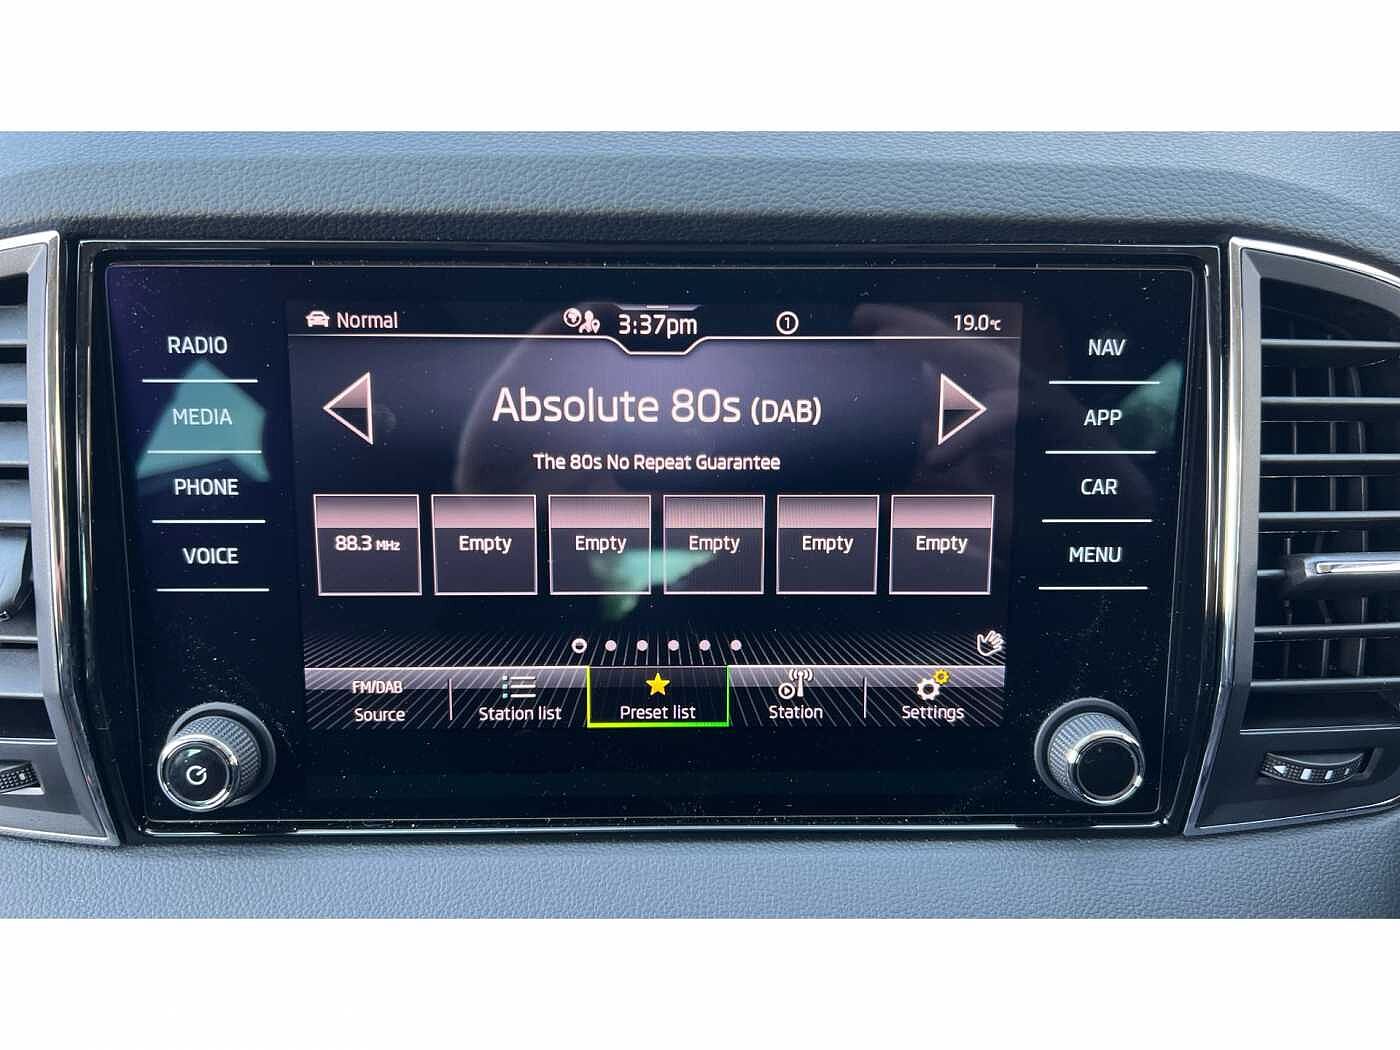 Normal
3:37pm
1
19.0°C
RADIO
MEDIA
PHONE
VOICE
Absolute 80s (DAB)
The 80s No Repeat Guarantee
88.3 MHz
Empty
Empty
Empty
Empty
Empty
FM/DAB
Source
Station list
Preset list
Station
Settings
NAV
APP
CAR
MENU